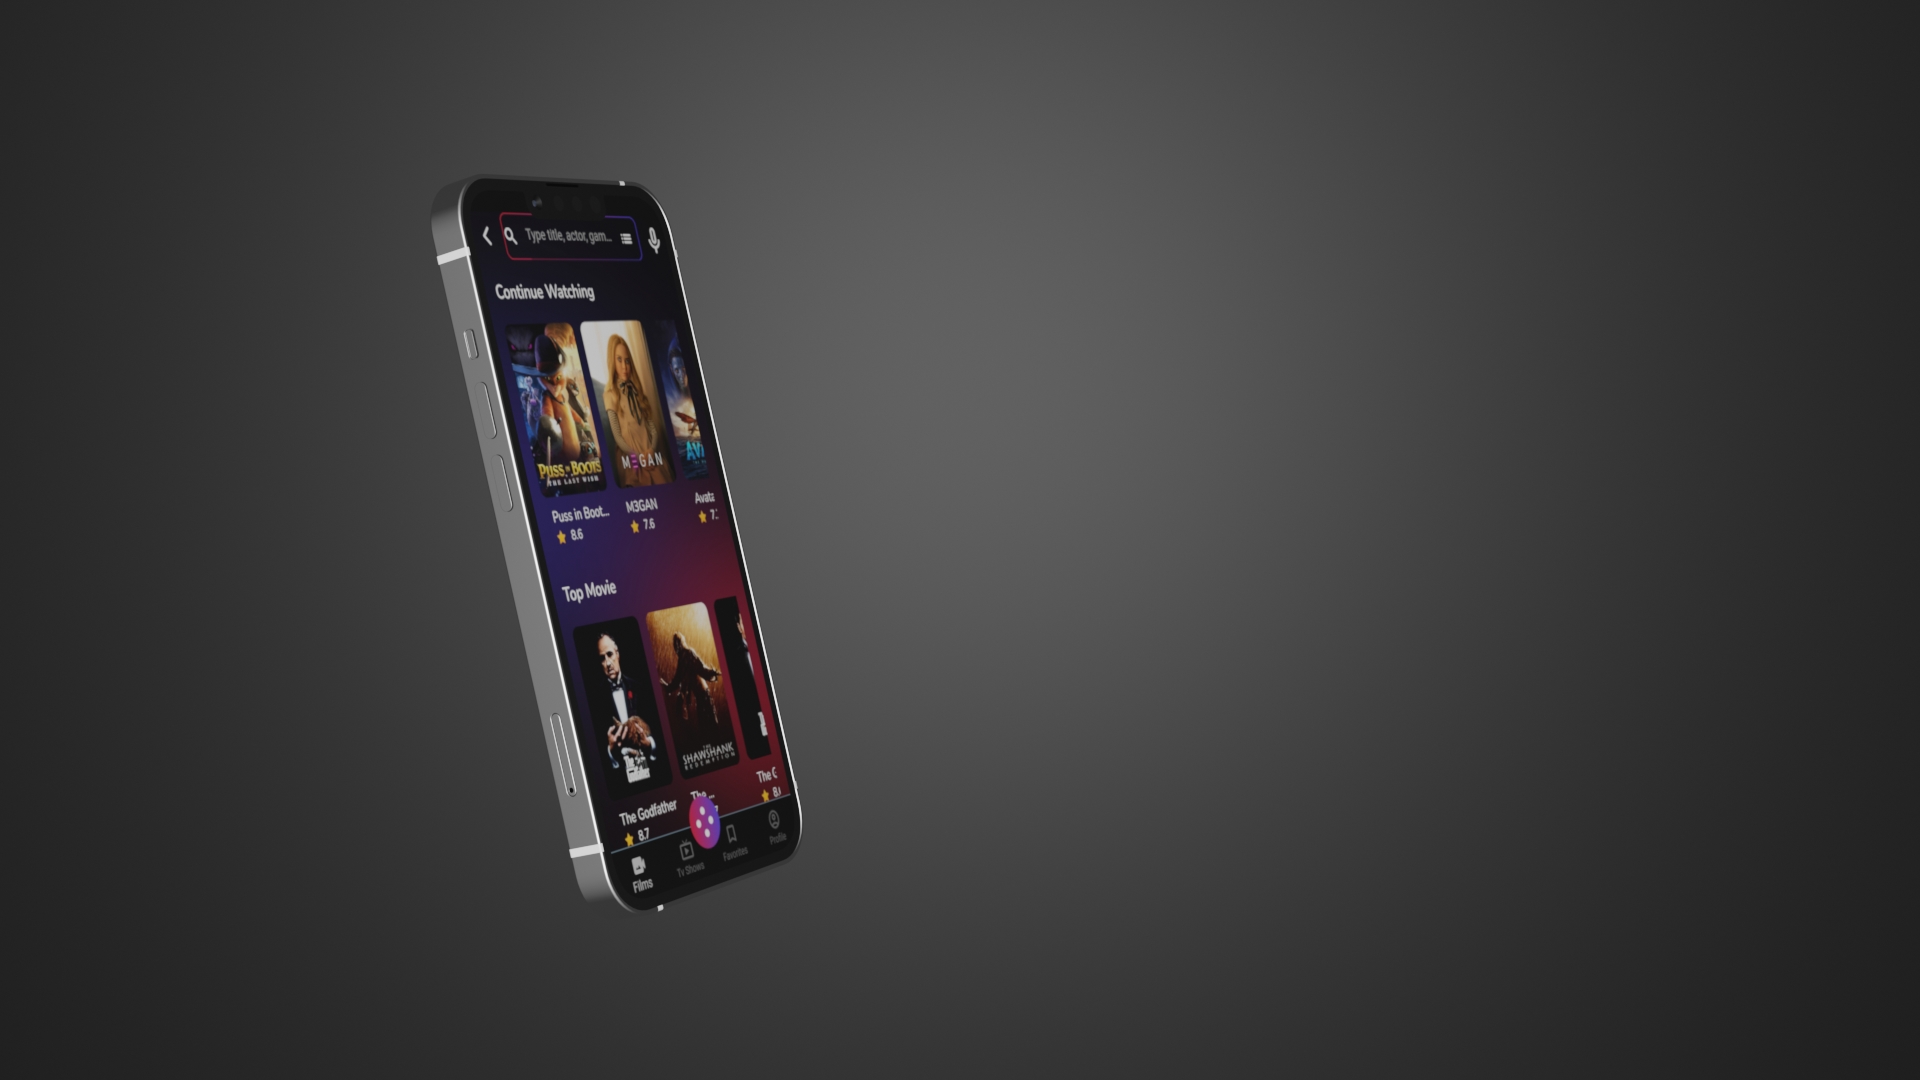 Type title, actor, gam...
Continue Watching
PUSS IN BOOTS
THE LAST WISH
M3GAN
AV
Puss in Boot...
M3GAN
Avata
8.6
7.6
7.
Top Movie
THE
SHAWSHANK
REDEMPTION
The Godfather
The ...
The G
8.7
8.
Films
Tv Shows
Favorites
Profile